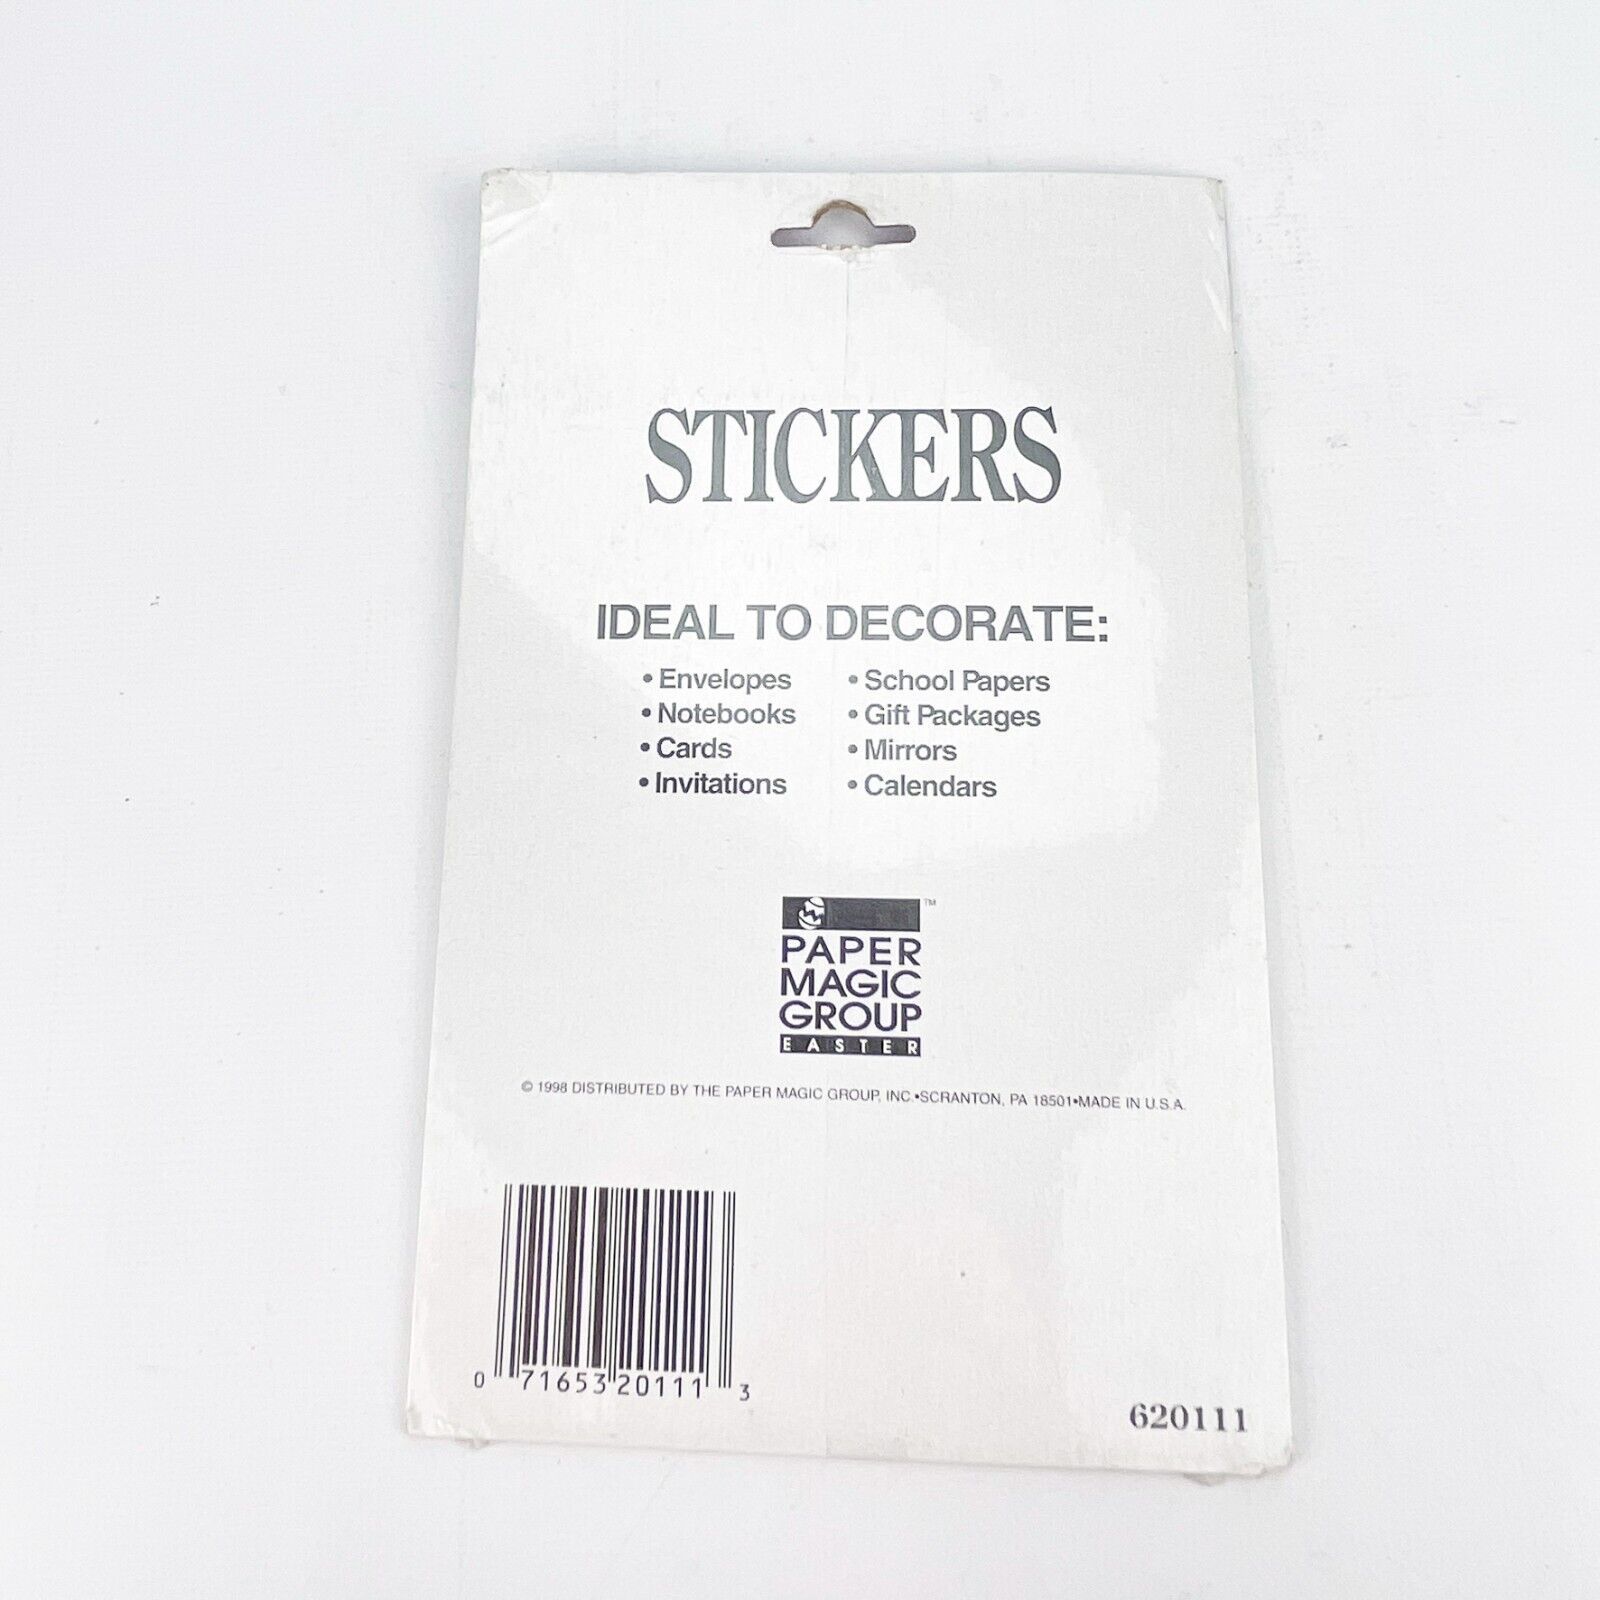 STICKERS
IDEAL TO DECORATE:
• Envelopes
• Notebooks
• Cards
• Invitations
• School Papers
• Gift Packages
• Mirrors
• Calendars
TM
PAPER
MAGIC
GROUP
EASTER
© 1998 DISTRIBUTED BY THE PAPER MAGIC GROUP, INC.•SCRANTON, PA 18501•MADE IN U.S.A.
0 71653 20111 3
620111